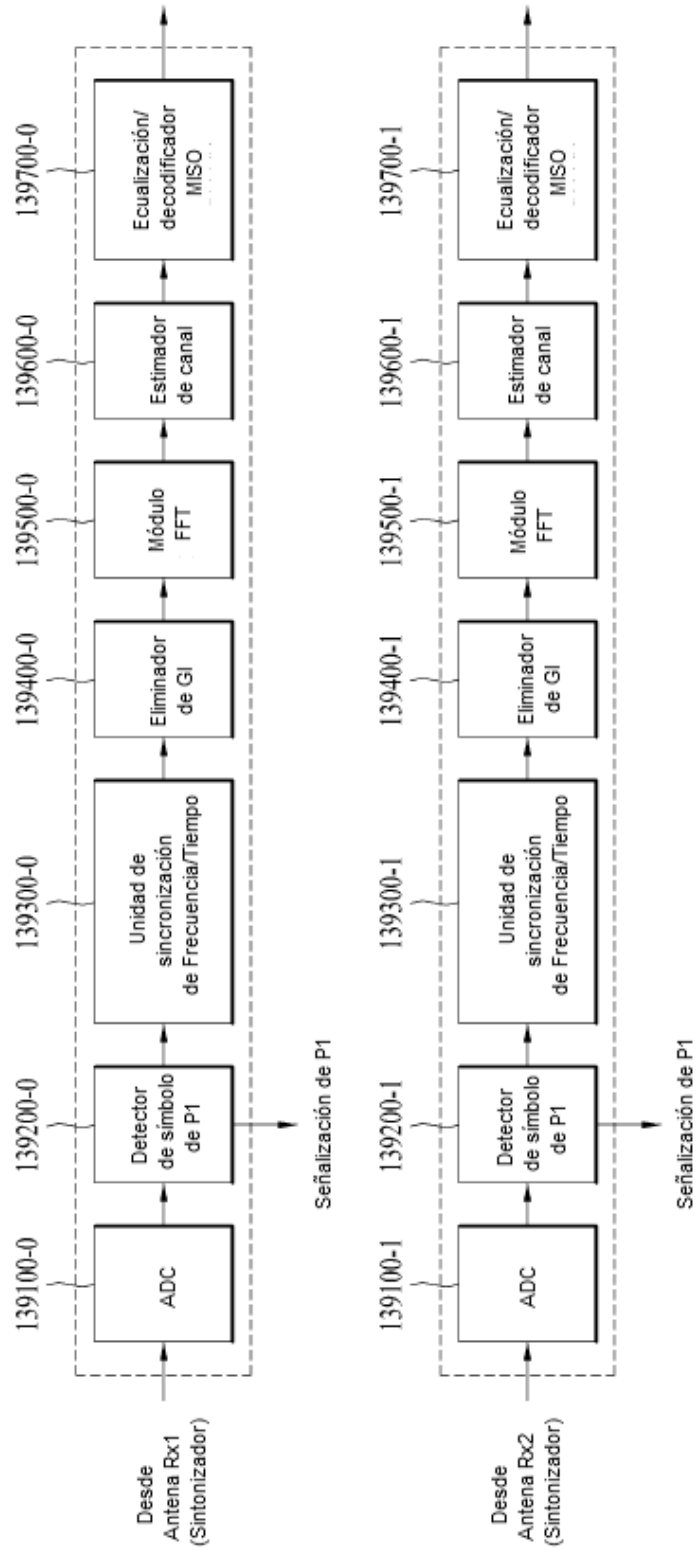 139100-0
139200-0
139300-0
139400-0
139500-0
139600-0
139700-0
Desde
Antena Rx1
(Sintonizador)
ADC
Detector
de símbolo
de P1
Unidad de
sincronización
de Frecuencia/Tiempo
Eliminador
de GI
Módulo
FFT
Estimador
de canal
Ecualización/
decodificador
MISO
Señalización de P1
139100-1
139200-1
139300-1
139400-1
139500-1
139600-1
139700-1
Desde
Antena Rx2
(Sintonizador)
ADC
Detector
de símbolo
de P1
Unidad de
sincronización
de Frecuencia/Tiempo
Eliminador
de GI
Módulo
FFT
Estimador
de canal
Ecualización/
decodificador
MISO
Señalización de P1